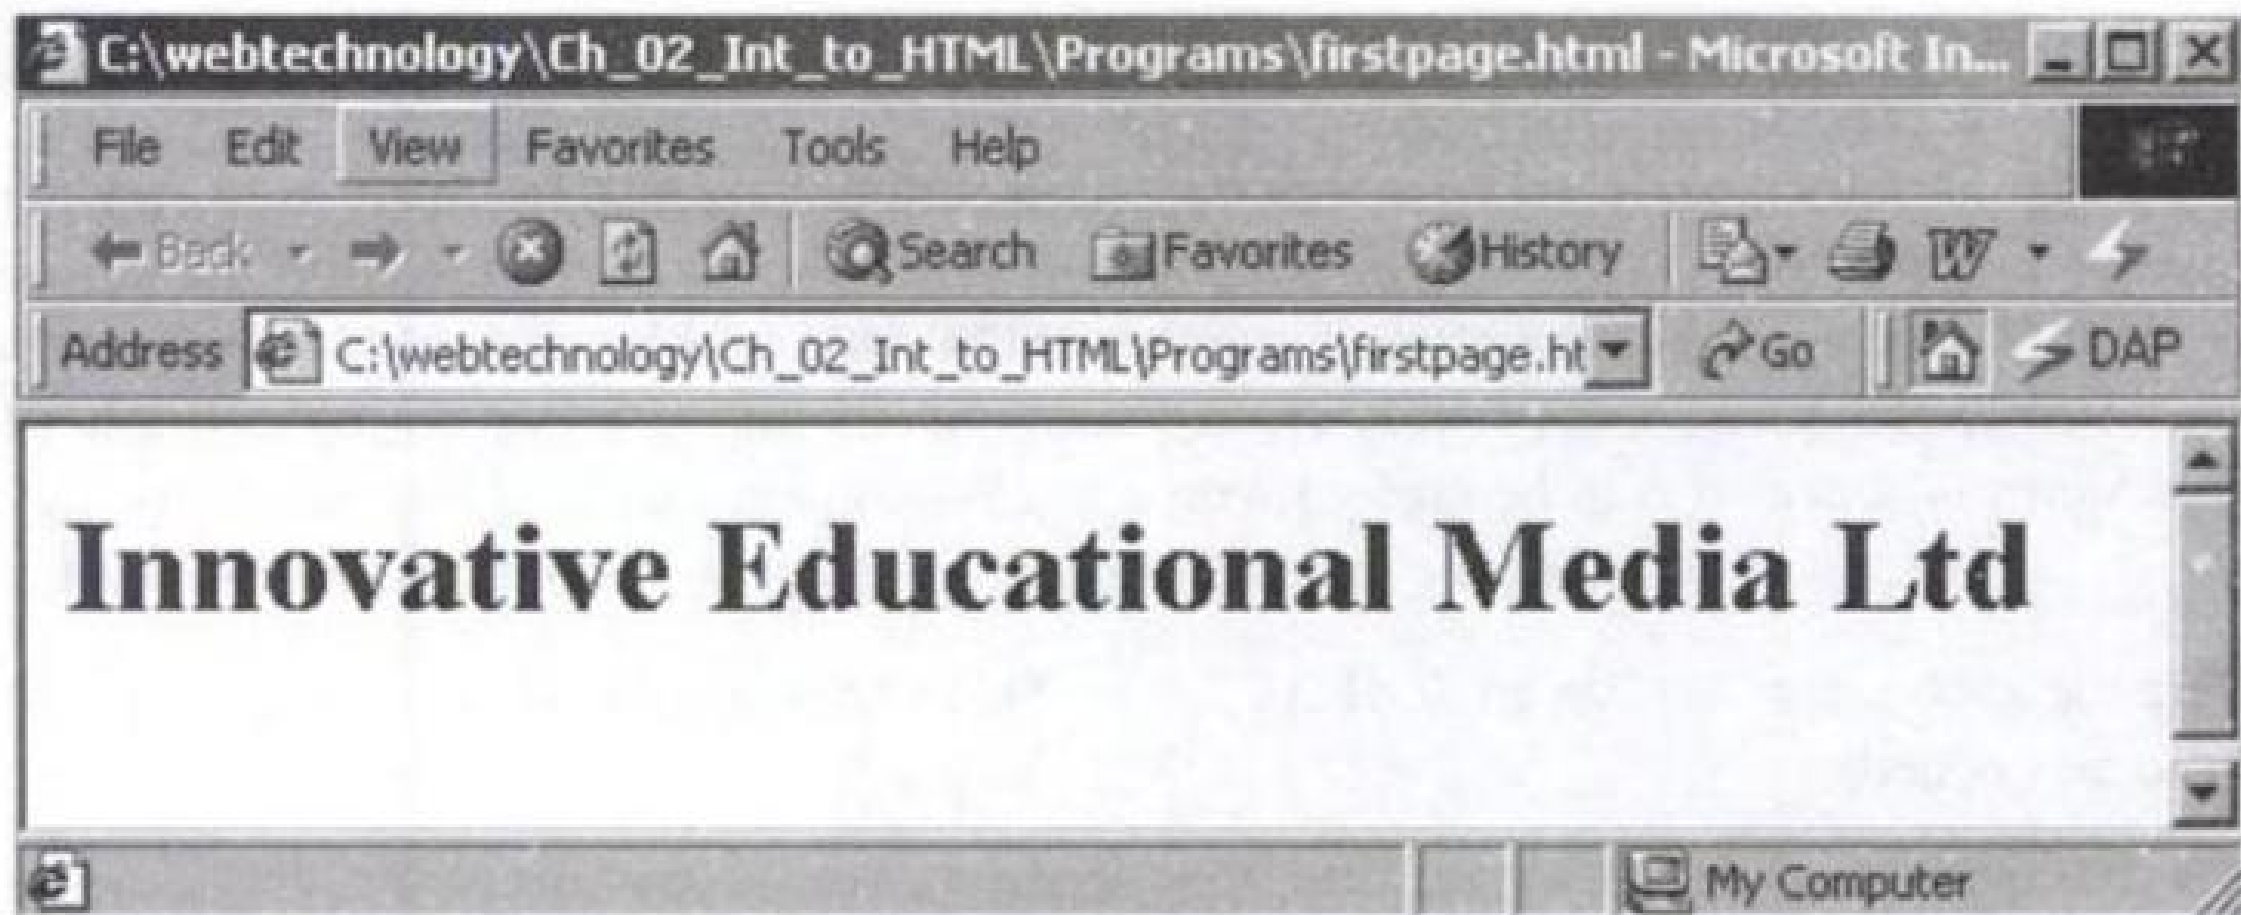 C:\webtechnology\Ch_02_Int_to_HTML\Programs\firstpage.html - Microsoft In...
File Edit View Favorites Tools Help
Back Search Favorites History W
Address C:\webtechnology\Ch_02_Int_to_HTML\Programs\firstpage.ht Go DAP
Innovative Educational Media Ltd
My Computer